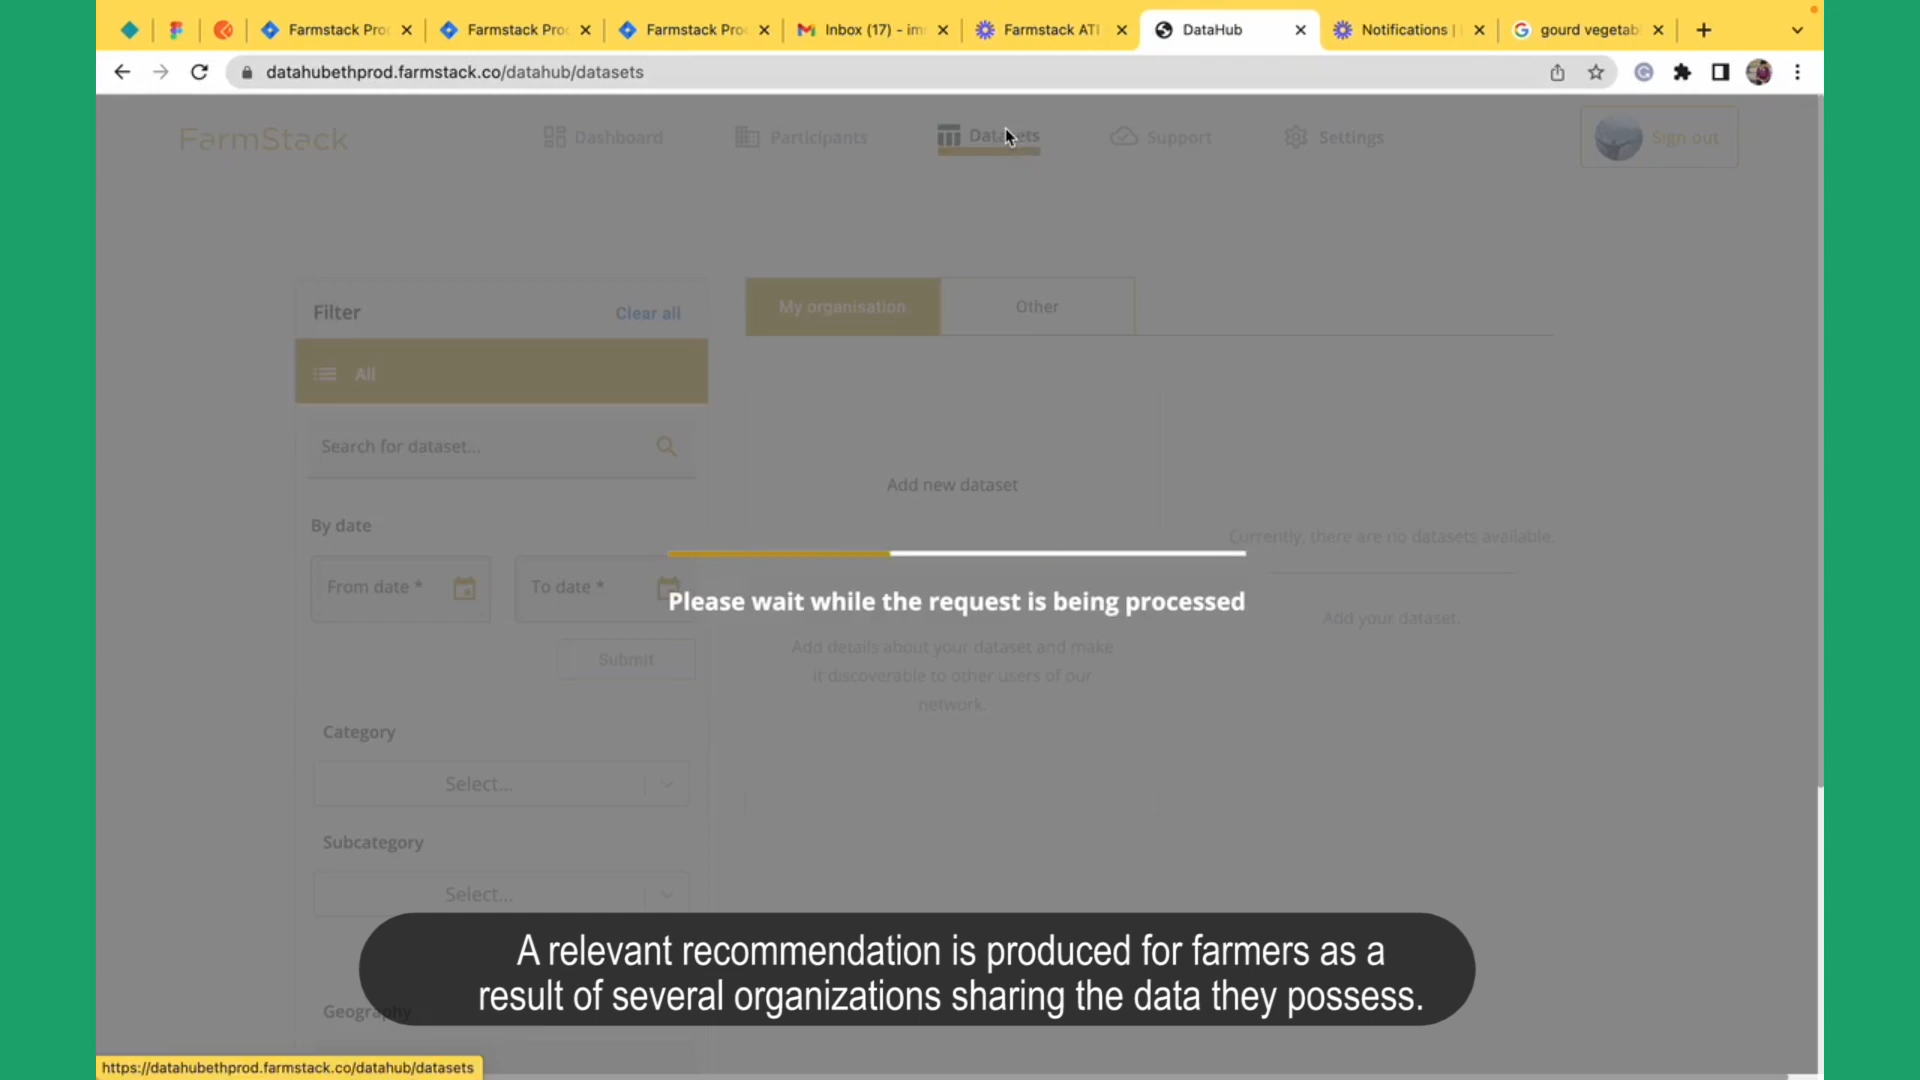 Farmstack Pro
Farmstack Pro
Farmstack Pro
Inbox (17) - im
Farmstack ATI
DataHub
Notifications |
gourd vegetab
datahubethprod.farmstack.co/datahub/datasets
FarmStack
Dashboard
Participants
Datasets
Support
Settings
Sign out
Filter
Clear all
My organisation
Other
All
Search for dataset...
Add new dataset
By date
Currently, there are no datasets available.
From date *
To date *
Please wait while the request is being processed
Add your dataset.
Add details about your dataset and make
it discoverable to other users of our
network.
Submit
Category
Select...
Subcategory
Select...
A relevant recommendation is produced for farmers as a
result of several organizations sharing the data they possess.
Geography
https://datahubethprod.farmstack.co/datahub/datasets